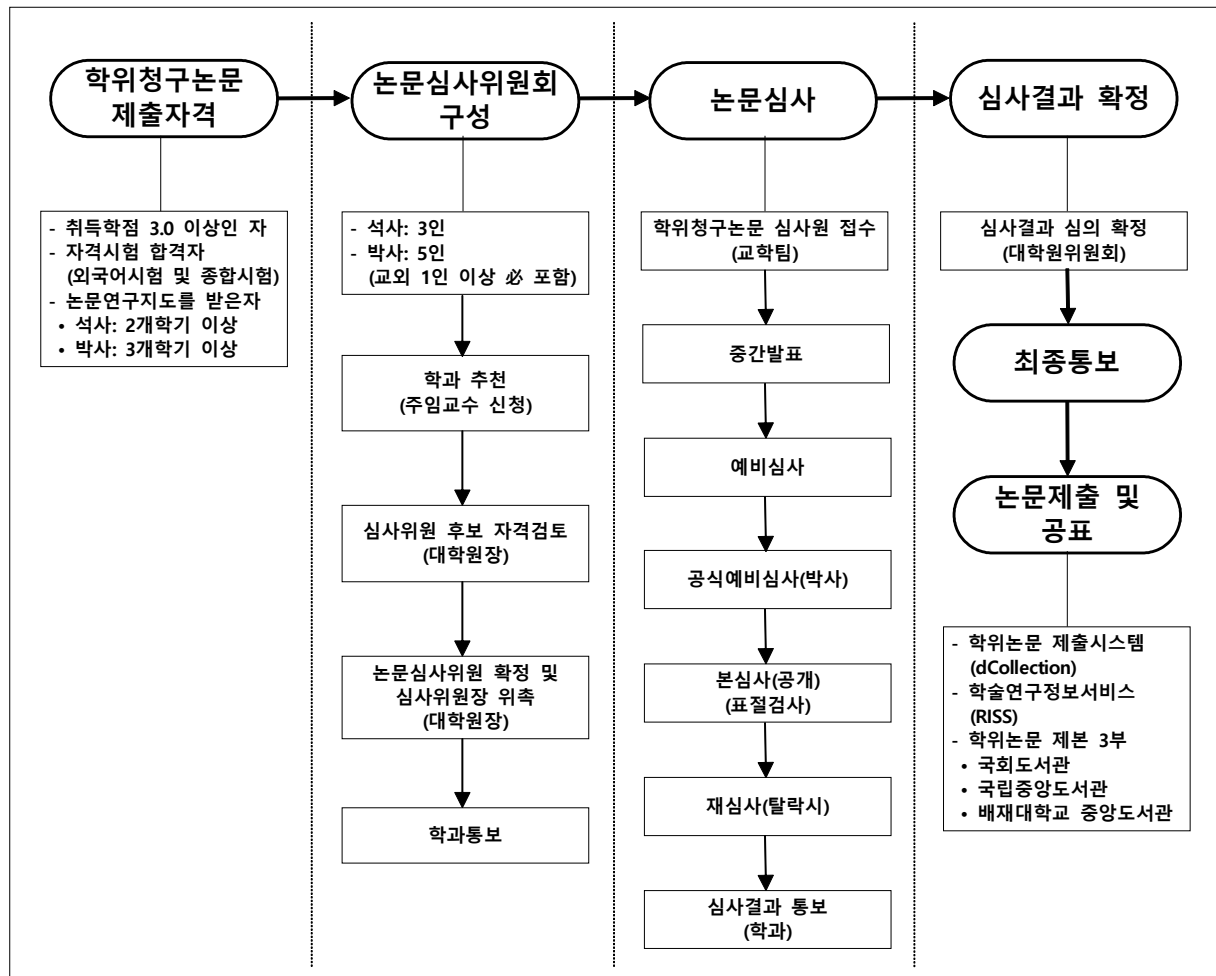 학위청구논문
제출자격
논문심사위원회
구성
논문심사
심사결과 확정
- 취득학점 3.0 이상인 자
- 자격시험 합격자
(외국어시험 및 종합시험)
- 논문연구지도를 받은자
• 석사: 2개학기 이상
• 박사: 3개학기 이상
- 석사: 3인
- 박사: 5인
(교외 1인 이상 必 포함)
학과 추천
(주임교수 신청)
심사위원 후보 자격검토
(대학원장)
논문심사위원 확정 및
심사위원장 위촉
(대학원장)
학과통보
학위청구논문 심사원 접수
(교학팀)
중간발표
예비심사
공식예비심사(박사)
본심사(공개)
(표절검사)
재심사(탈락시)
심사결과 통보
(학과)
심사결과 심의 확정
(대학원위원회)
최종통보
논문제출 및
공표
- 학위논문 제출시스템
(dCollection)
- 학술연구정보서비스
(RISS)
- 학위논문 제본 3부
• 국회도서관
• 국립중앙도서관
• 배재대학교 중앙도서관